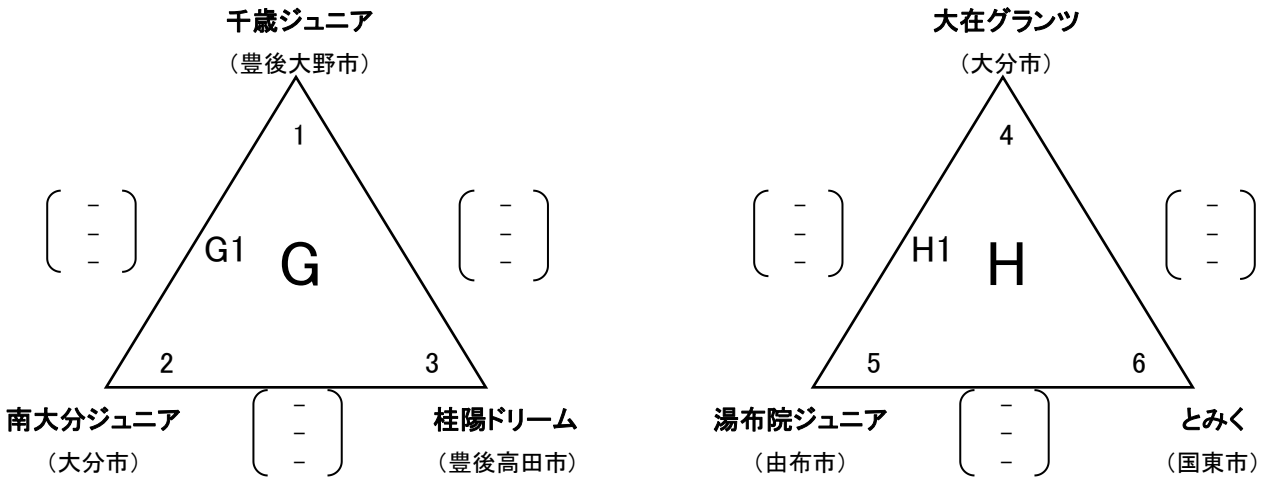 千歳ジュニア
（豊後大野市）
1
-
-
-
G1
G
-
-
-
2
3
南大分ジュニア
（大分市）
-
-
-
桂陽ドリーム
（豊後高田市）
大在グランツ
（大分市）
4
-
-
-
H1
H
-
-
-
5
6
湯布院ジュニア
（由布市）
-
-
-
とみく
（国東市）